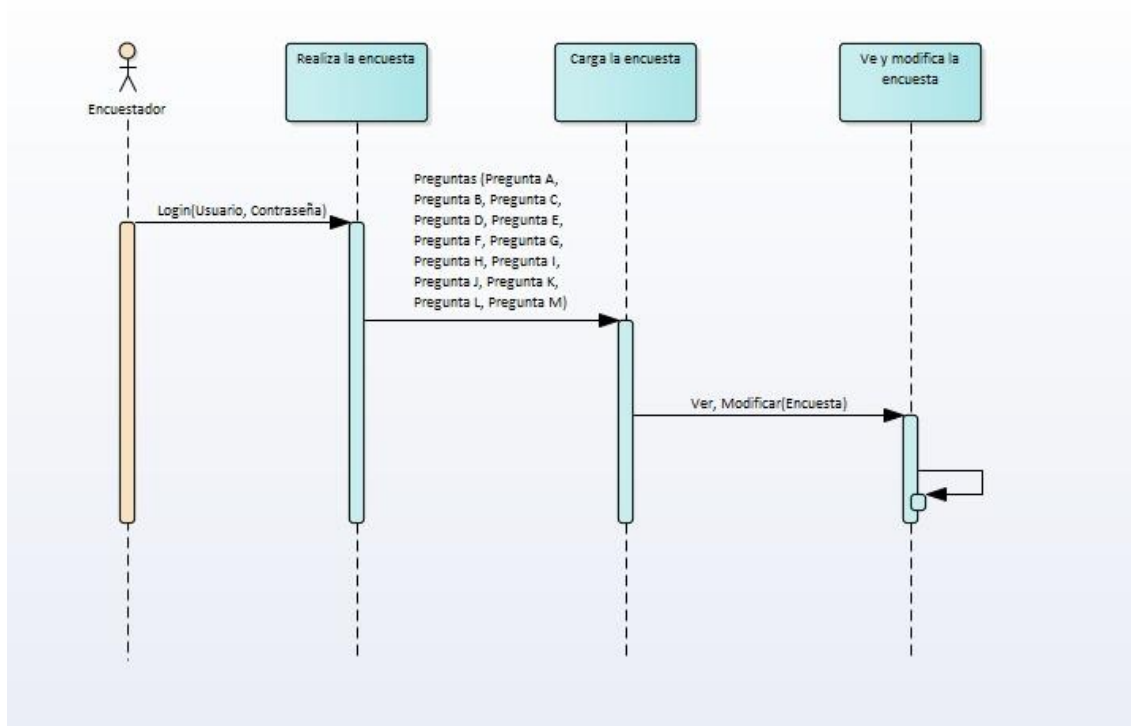 Realiza la encuesta
Carga la encuesta
Ve y modifica la
encuesta
Encuestador
Preguntas (Pregunta A,
Pregunta B, Pregunta C,
Pregunta D, Pregunta E,
Pregunta F, Pregunta G,
Pregunta H, Pregunta I,
Pregunta J, Pregunta K,
Pregunta L, Pregunta M)
Login(Usuario, Contraseña)
Ver, Modificar(Encuesta)